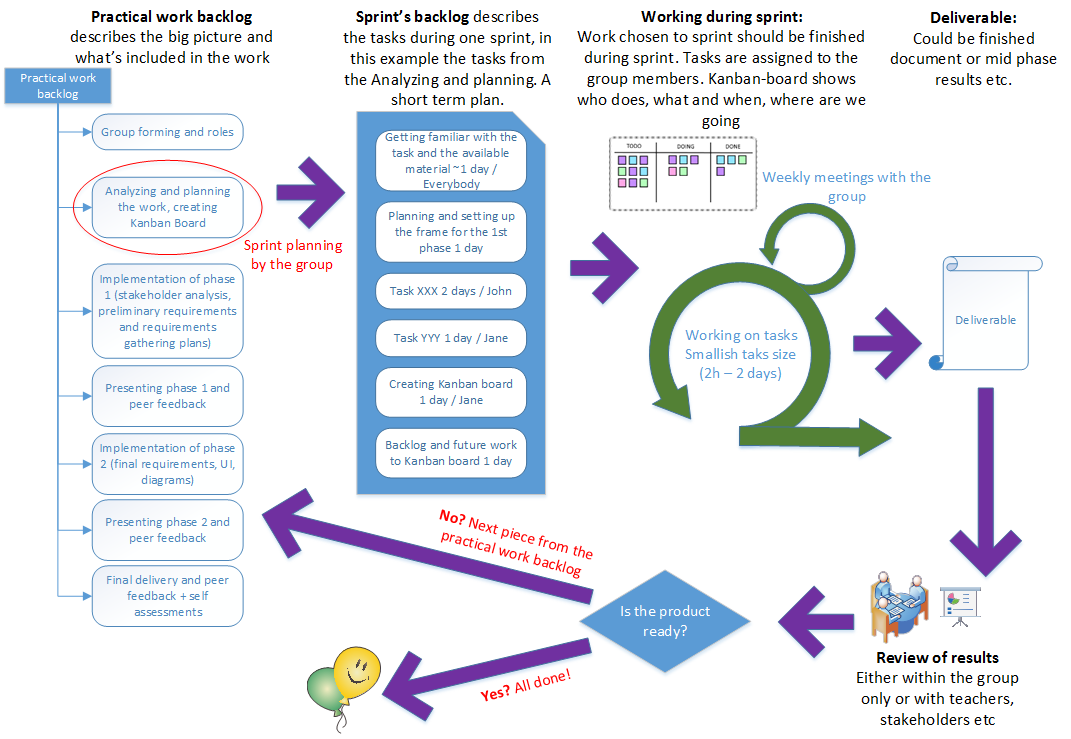 Practical work backlog
describes the big picture and
what's included in the work
Practical work
backlog
Group forming and roles
Analyzing and planning
the work, creating
Kanban Board
Implementation of phase
1 (stakeholder analysis,
preliminary requirements
and requirements
gathering plans)
Presenting phase 1 and
peer feedback
Implementation of phase
2 (final requirements, UI,
diagrams)
Presenting phase 2 and
peer feedback
Final delivery and peer
feedback + self
assessments
Sprint planning
by the group
Sprint's backlog describes
the tasks during one sprint, in
this example the tasks from
the Analyzing and planning. A
short term plan.
Getting familiar with the
task and the available
material ~1 day /
Everybody
Planning and setting up
the frame for the 1st
phase 1 day
Task XXX 2 days / John
Task YYY 1 day / Jane
Creating Kanban board
1 day / Jane
Backlog and future work
to Kanban board 1 day
Working during sprint:
Work chosen to sprint should be finished
during sprint. Tasks are assigned to the
group members. Kanban-board shows
who does, what and when, where are we
going
TODO
DOING
DONE
Weekly meetings with the
group
Working on tasks
Smallish taks size
(2h – 2 days)
Deliverable:
Could be finished
document or mid phase
results etc.
Deliverable
Review of results
Either within the group
only or with teachers,
stakeholders etc
Is the product
ready?
No? Next piece from the
practical work backlog
Yes? All done!